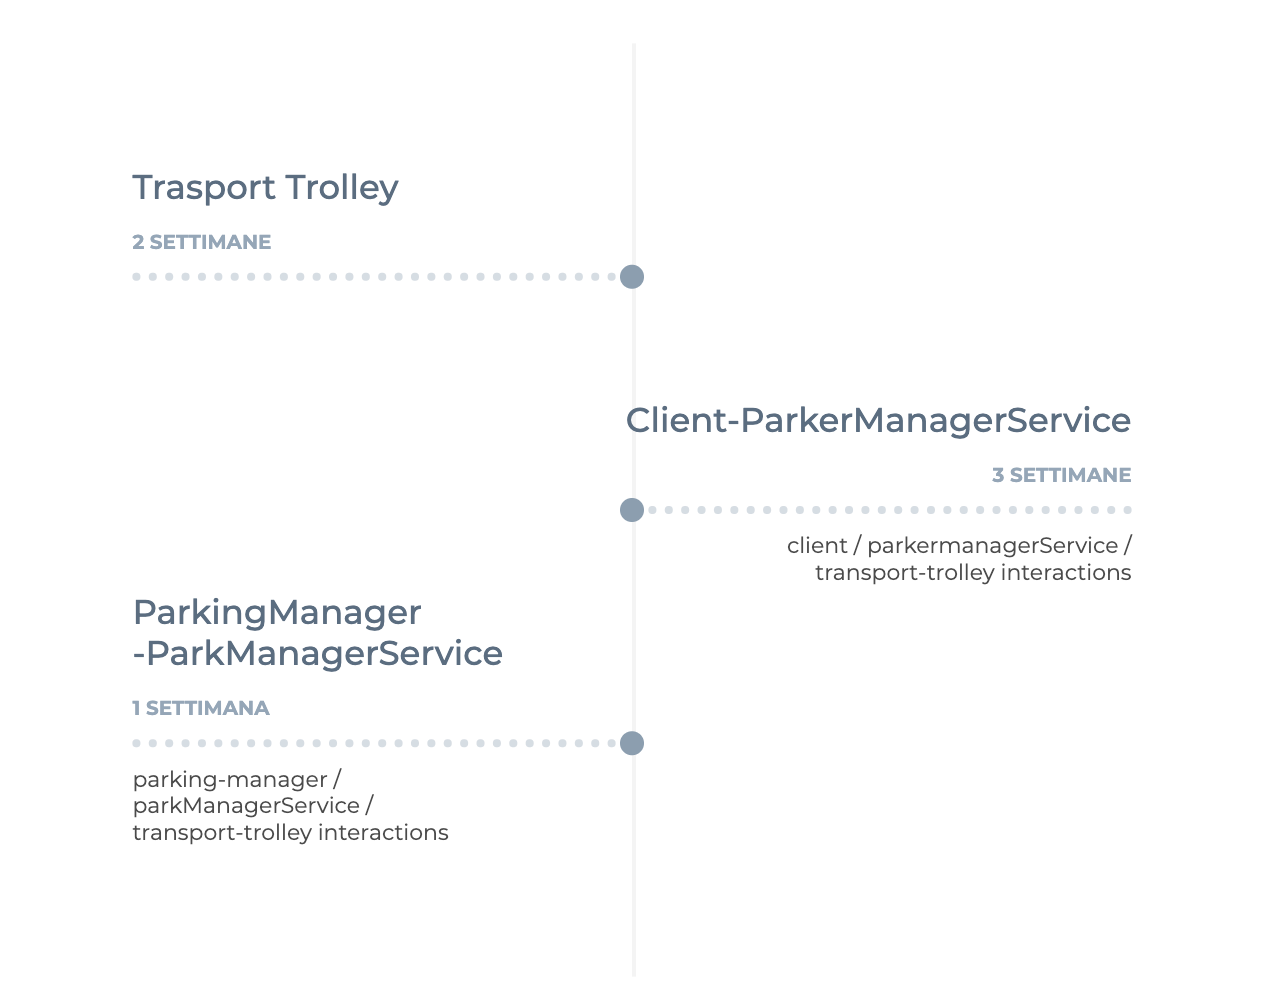 Trasport Trolley
2 SETTIMANE
Client-ParkerManagerService
3 SETTIMANE
client / parkermanagerService /
transport-trolley interactions
ParkingManager
-ParkManagerService
1 SETTIMANA
parking-manager /
parkManagerService /
transport-trolley interactions